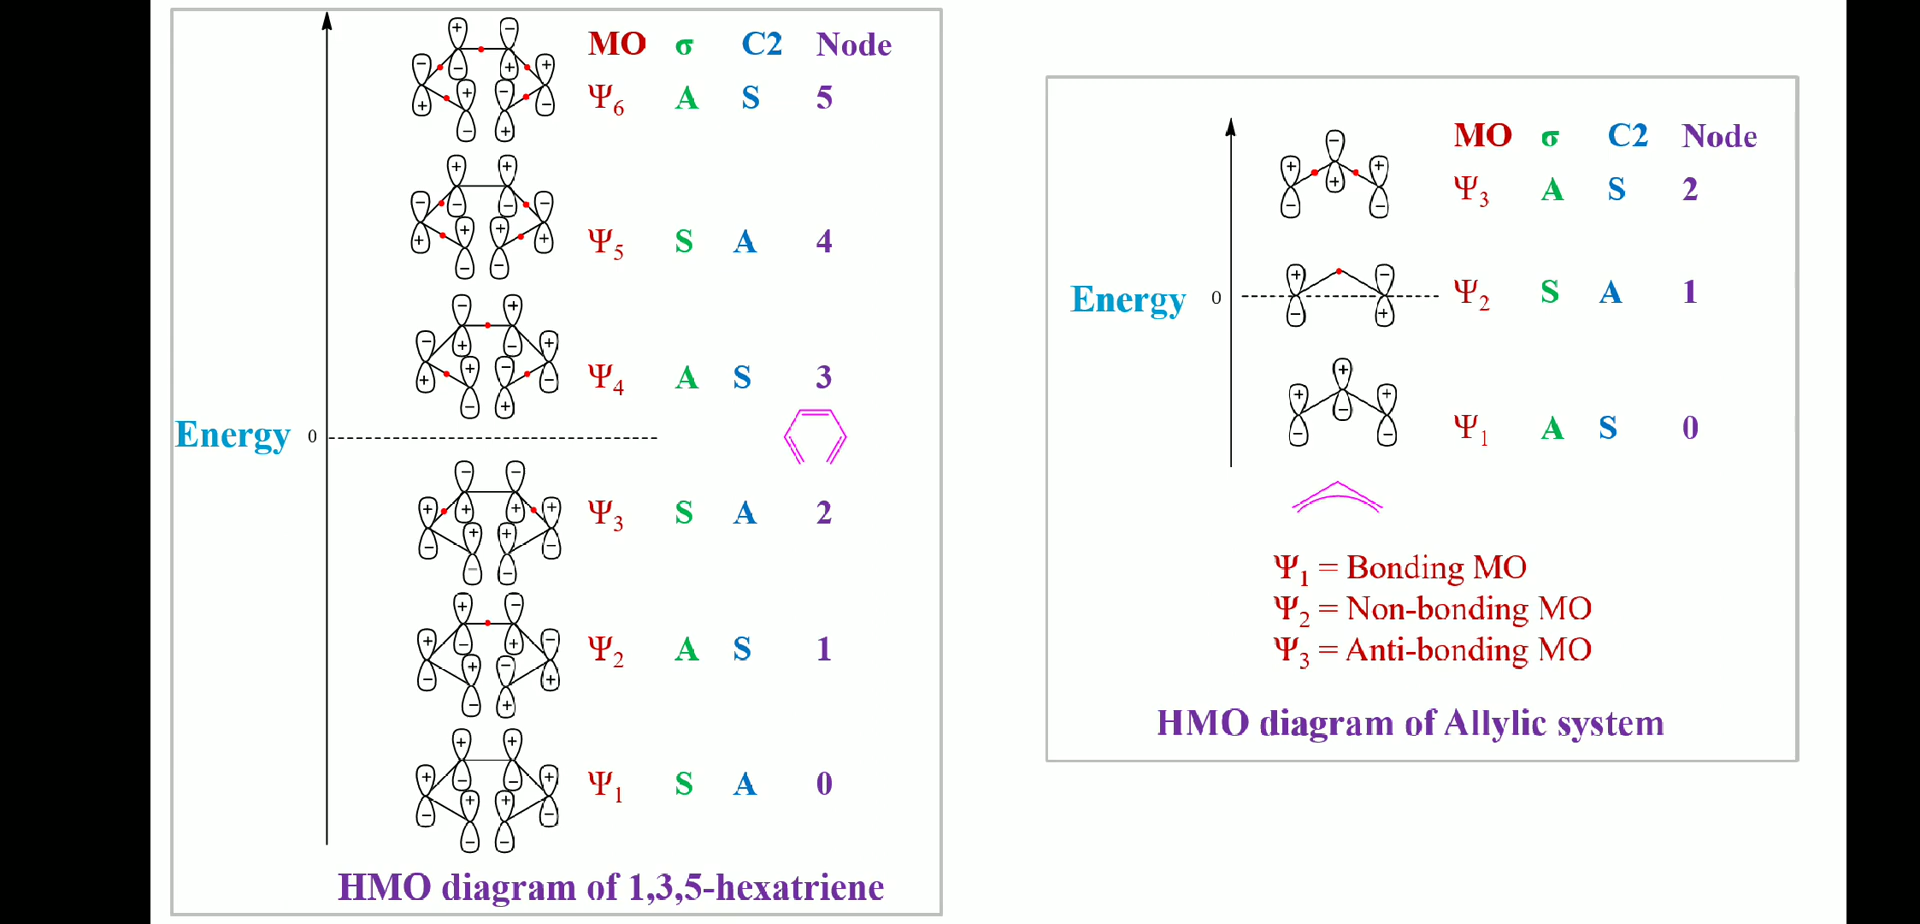 MO σ C2 Node
Ψ6 A S 5
Ψ5 S A 4
Ψ4 A S 3
Energy 0
Ψ3 S A 2
Ψ2 A S 1
Ψ1 S A 0
HMO diagram of 1,3,5-hexatriene
MO σ C2 Node
Ψ3 A S 2
Energy 0 Ψ2 S A 1
Ψ1 A S 0
Ψ1 = Bonding MO
Ψ2 = Non-bonding MO
Ψ3 = Anti-bonding MO
HMO diagram of Allylic system